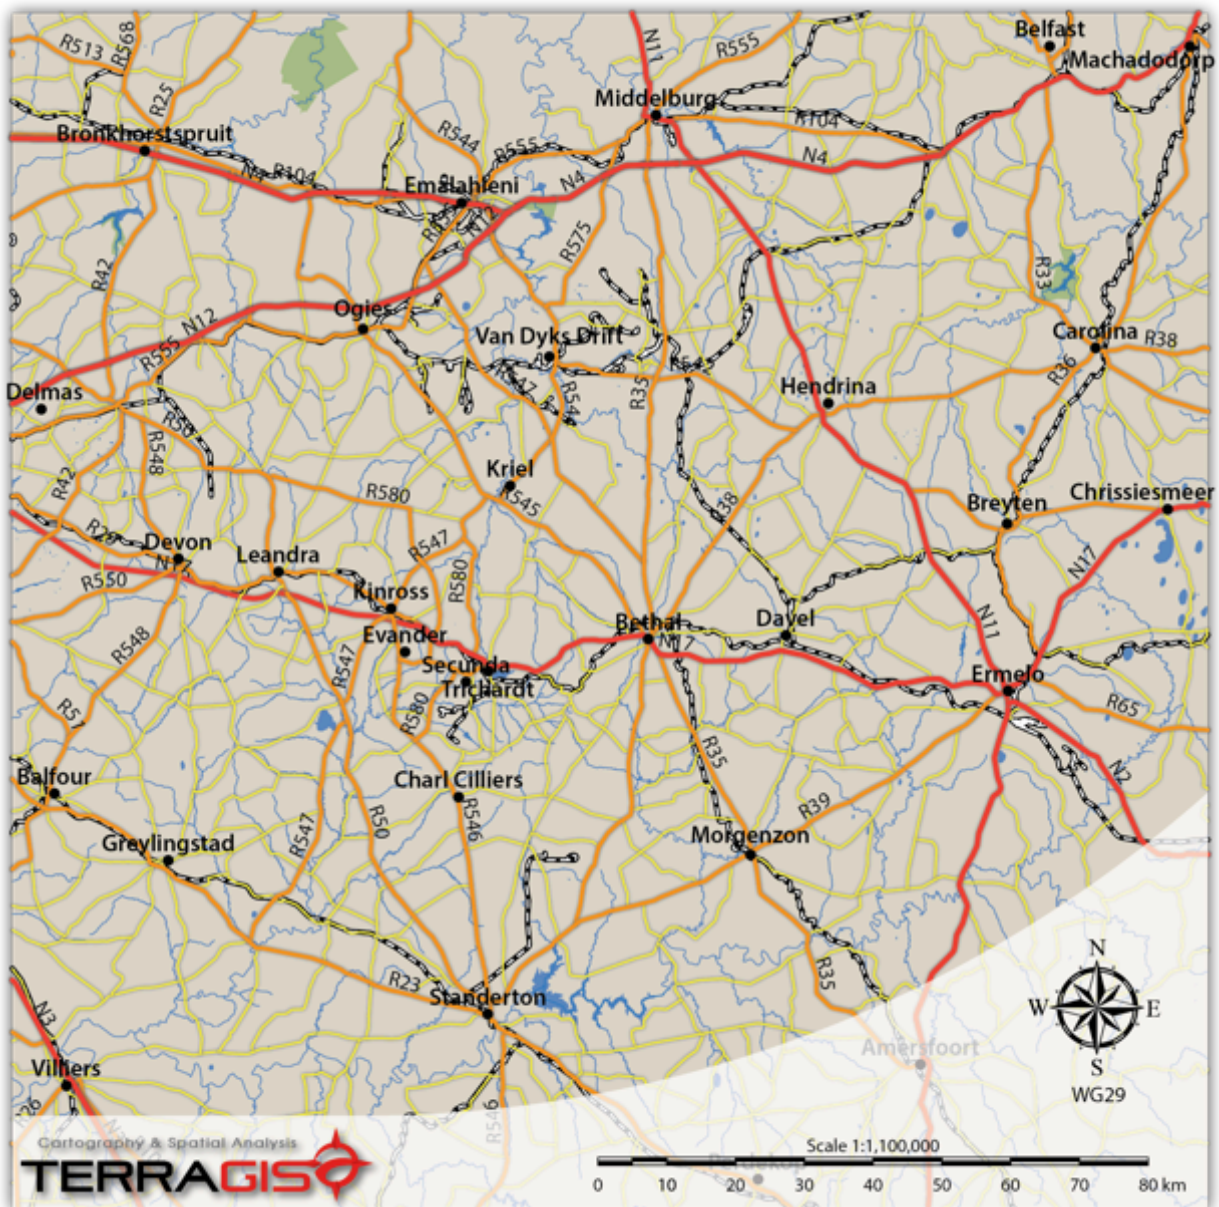 Belfast
N11
R555
R568
R513
Machadodorp
R25
Middelburg
R104
Bronkhorstspruit
R544
R555
N4
N4
R104
Emalahleni
N4
N12
R575
R42
R33
Ogies
N12
Van Dyks Drift
Carolina
R38
R555
R36
Delmas
R547
R35
Hendrina
R50
R548
R42
Kriel
R580
R545
R38
Breyten
Chrissiesmeer
R29
Devon
Leandra
R547
N17
R550
R580
Kinross
N17
Bethal
Davel
N11
Evander
N17
R548
R547
Secunda
Trichardt
Ermelo
R51
R580
R65
R35
N2
Balfour
Charl Cilliers
R39
R50
R546
R547
Greylingstad
Morgenzon
R23
R35
Standerton
N
W E
S
N3
Amersfoort
Villiers
WG29
R26
R546
Cartography & Spatial Analysis
TERRAGIS
Scale 1:1,100,000
0 10 20 30 40 50 60 70 80 km